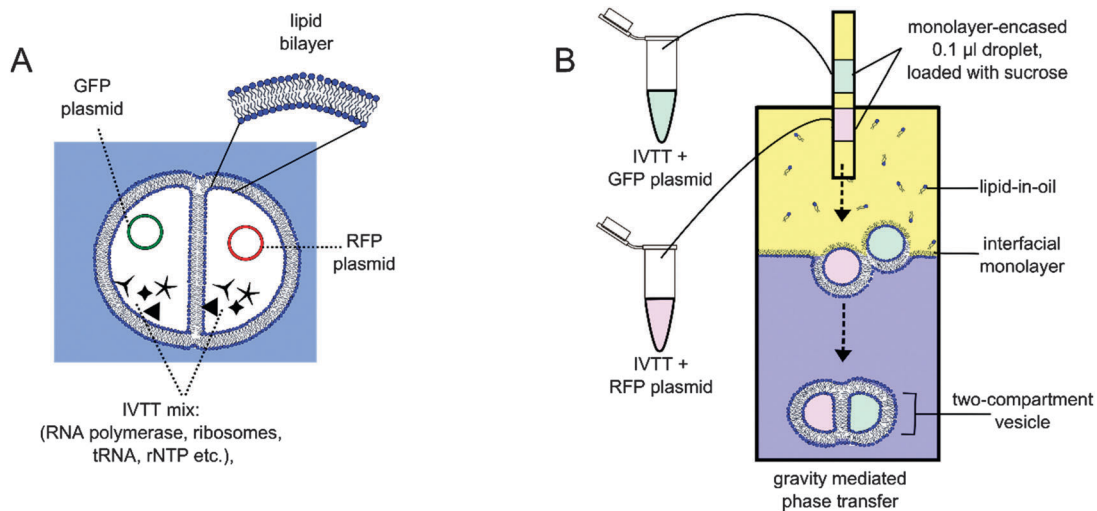 A
lipid
bilayer
GFP
plasmid
RFP
plasmid
IVTT mix:
(RNA polymerase, ribosomes,
tRNA, rNTP etc.),
B
monolayer-encased
0.1 µl droplet,
loaded with sucrose
IVTT +
GFP plasmid
lipid-in-oil
interfacial
monolayer
IVTT +
RFP plasmid
two-compartment
vesicle
gravity mediated
phase transfer